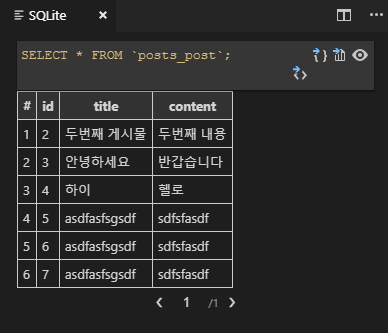 SQLite
SELECT * FROM `posts_post`;
# id title content
1 2 두번째 게시물 두번째 내용
2 3 안녕하세요 반갑습니다
3 4 하이 헬로
4 5 asdfasfsgsdf sdfsfasdf
5 6 asdfasfsgsdf sdfsfasdf
6 7 asdfasfsgsdf sdfsfasdf
1 /1